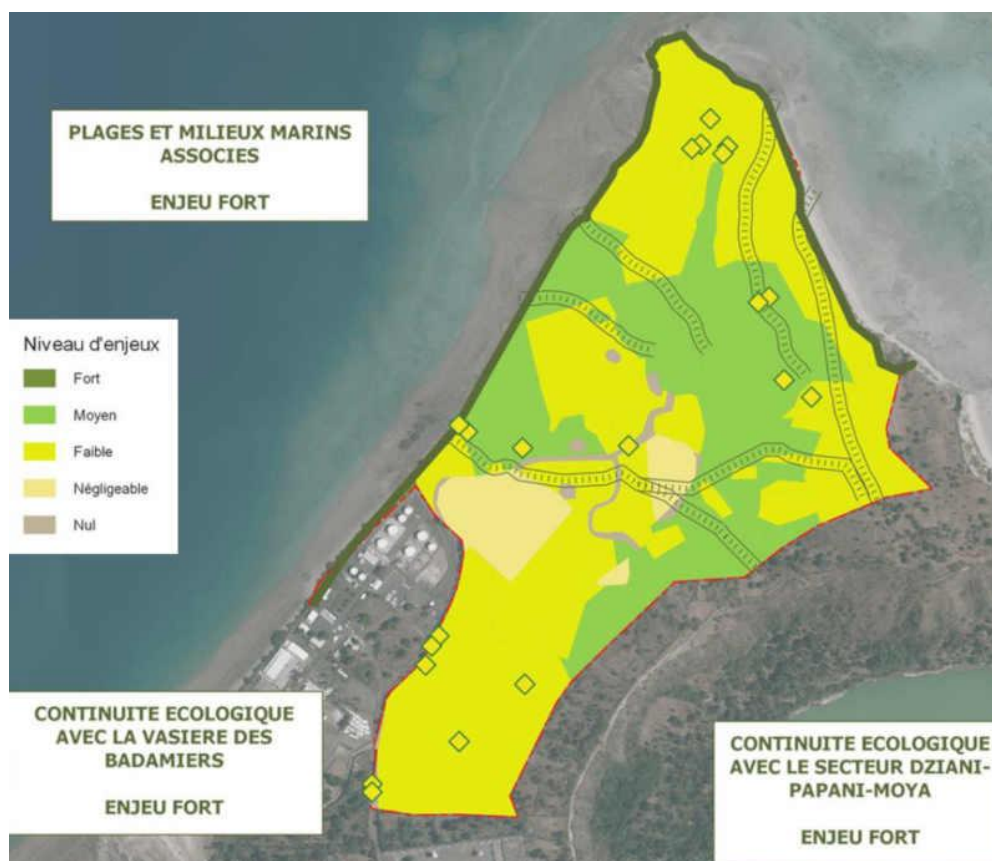 PLAGES ET MILIEUX MARINS
ASSOCIES
ENJEU FORT
Niveau d'enjeux
Fort
Moyen
Faible
Négligeable
Nul
CONTINUITE ECOLOGIQUE
AVEC LA VASIERE DES
BADAMIERS
ENJEU FORT
CONTINUITE ECOLOGIQUE
AVEC LE SECTEUR DZIANI-
PAPANI-MOYA
ENJEU FORT